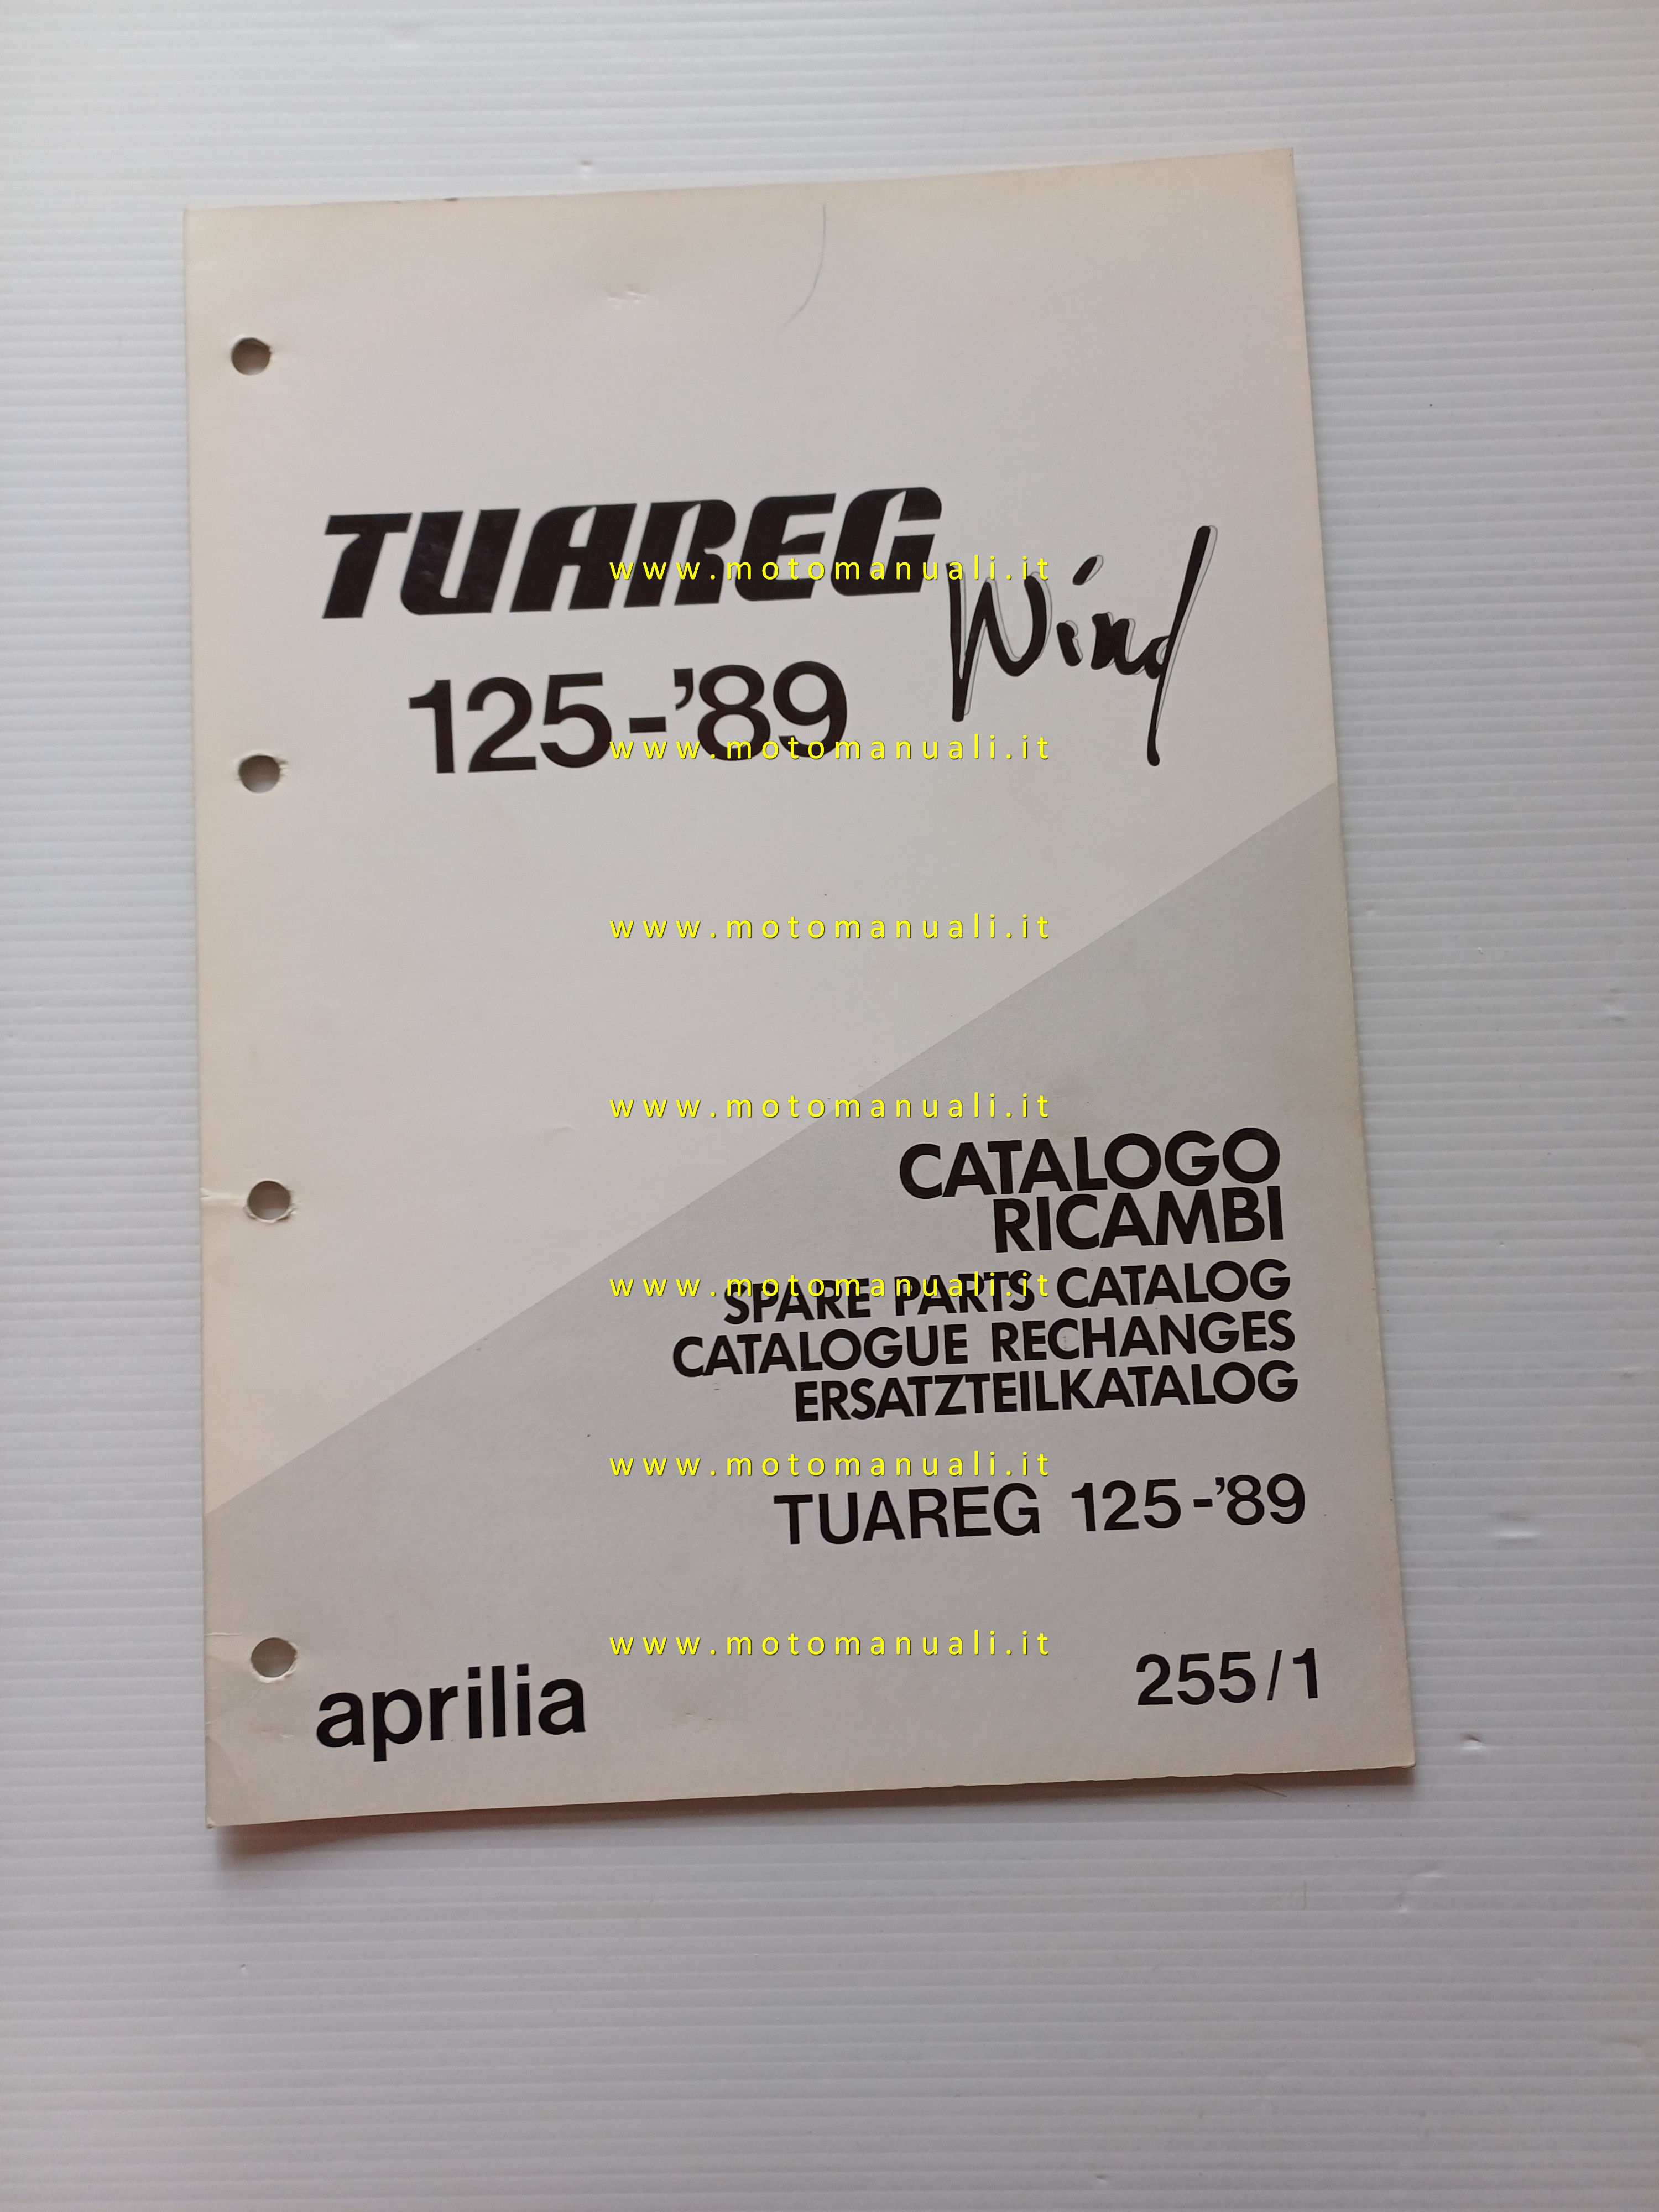 TUAREG
Wind
www.motomanuali.it
125-'89
www.motomanuali.it
www.motomanuali.it
www.motomanuali.it
CATALOGO
RICAMBI
SPARE PARTS CATALOG
www.motomanuali.it
CATALOGUE RECHANGES
ERSATZTEILKATALOG
www.motomanuali.it
TUAREG 125-'89
www.motomanuali.it
aprilia
255/1